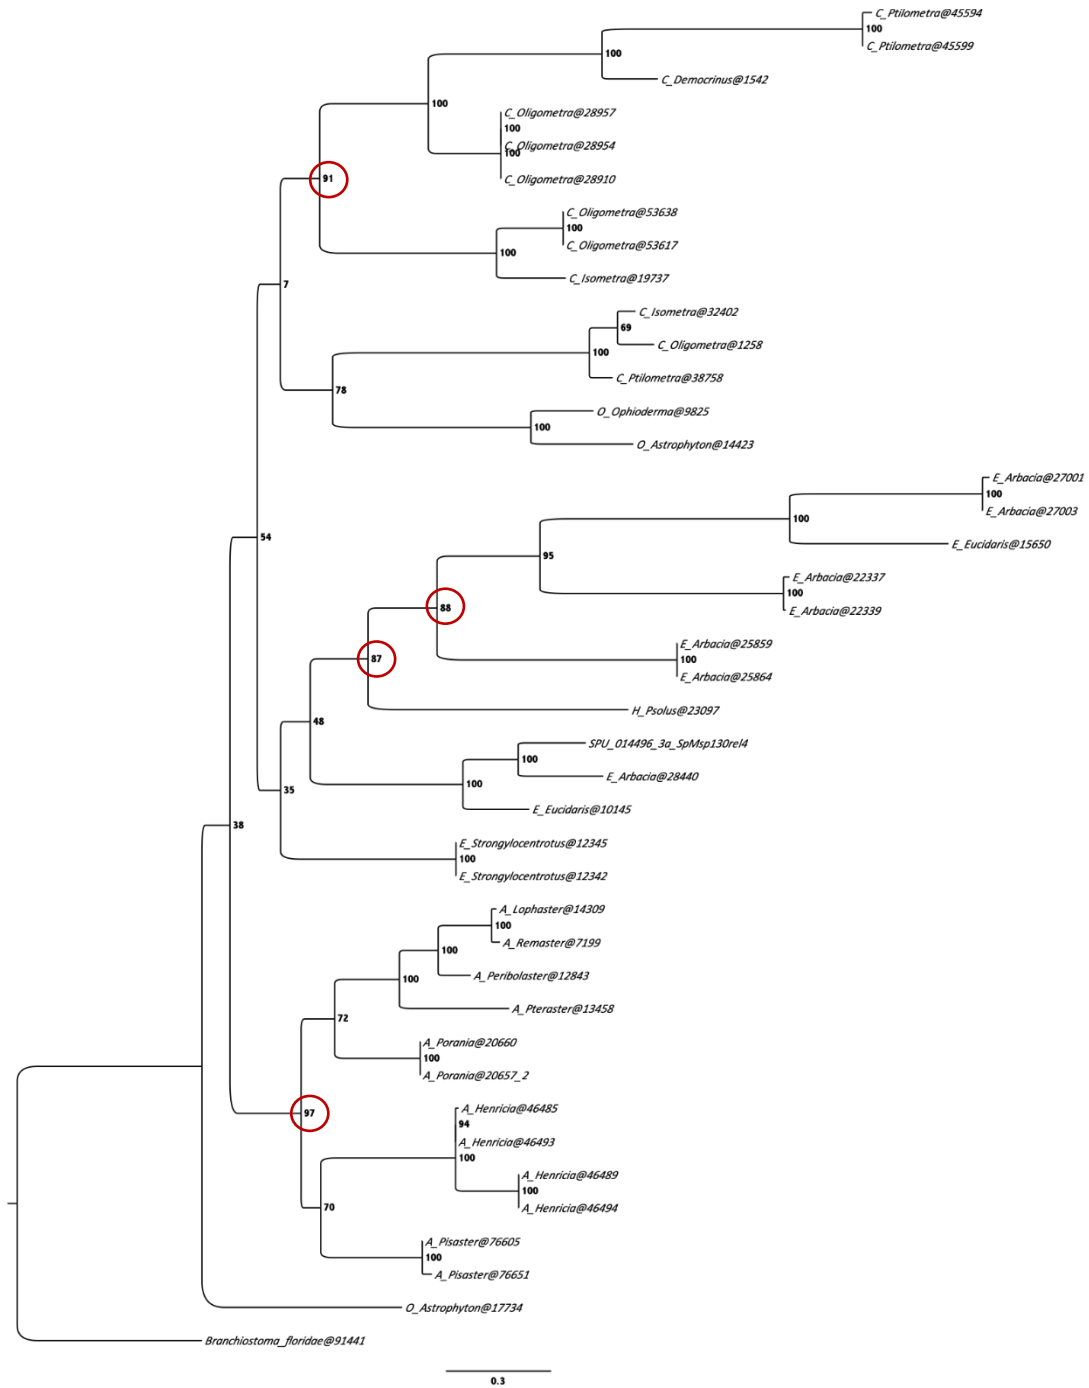 C_Ptilometra@45594
100
C_Ptilometra@45599
100
C_Democrinus@1542
100
C_Oligometra@28957
100
C_Oligometra@28954
100
C_Oligometra@28910
91
C_Oligometra@53638
100
C_Oligometra@53617
100
C_Isometra@19737
7
C_Isometra@32402
69
C_Oligometra@1258
100
C_Ptilometra@38758
78
O_Ophioderma@9825
100
O_Astrophyton@14423
E_Arbacia@27001
100
E_Arbacia@27003
100
54
E_Eucidaris@15650
95
E_Arbacia@22337
100
E_Arbacia@22339
88
E_Arbacia@25859
87
100
E_Arbacia@25864
H_Psolus@23097
48
SPU_014496_3a_SpMsp130rel4
100
E_Arbacia@28440
100
35
E_Eucidaris@10145
38
E_Strongylocentrotus@12345
100
E_Strongylocentrotus@12342
A_Lophaster@14309
100
A_Remaster@7199
100
A_Peribolaster@12843
100
A_Pteraster@13458
72
A_Porania@20660
100
A_Porania@20657_2
A_Henricia@46485
97
94
A_Henricia@46493
100
A_Henricia@46489
100
A_Henricia@46494
70
A_Pisaster@76605
100
A_Pisaster@76651
O_Astrophyton@17734
Branchiostoma_floridae@91441
0.3